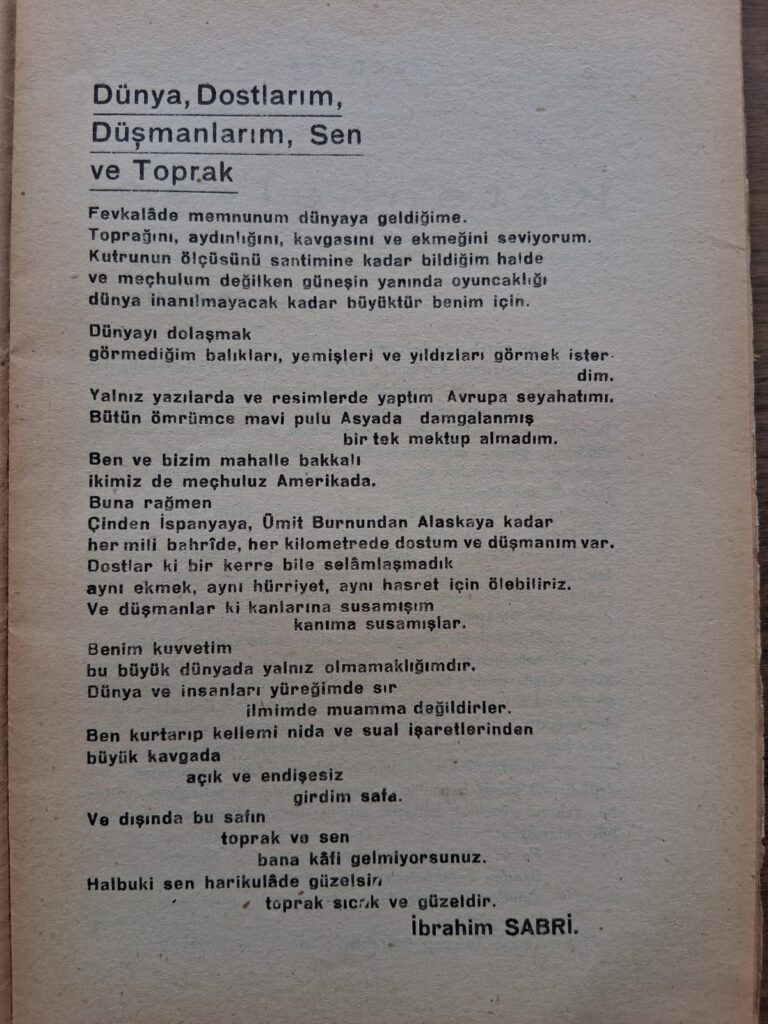 Dünya, Dostlarım,
Düşmanlarım, Sen
ve Toprak
Fevkalâde memnunum dünyaya geldiğime.
Toprağını, aydınlığını, kavgasını ve ekmeğini seviyorum.
Kutrunun ölçüsünü santimine kadar bildiğim halde
ve meçhulum değilken güneşin yanında oyuncaklığı
dünya inanılmayacak kadar büyüktür benim için.
Dünyayı dolaşmak
görmediğim balıkları, yemişleri ve yıldızları görmek ister-
dim.
Yalnız yazılarda ve resimlerde yaptım Avrupa seyahatımı.
Bütün ömrümce mavi pulu Asyada damgalanmış
bir tek mektup almadım.
Ben ve bizim mahalle bakkalı
ikimiz de meçhuluz Amerikada.
Buna rağmen
Çinden İspanyaya, Ümit Burnundan Alaskaya kadar
her mili bahrîde, her kilometrede dostum ve düşmanım var.
Dostlar ki bir kerre bile selâmlaşmadık
aynı ekmek, aynı hürriyet, aynı hasret için ölebiliriz.
Ve düşmanlar ki kanlarına susamışım
kanıma susamışlar.
Benim kuvvetim
bu büyük dünyada yalnız olmamaklığımdır.
Dünya ve insanları yüreğimde sır
ilmimde muamma değildirler.
Ben kurtarıp kellemi nida ve sual işaretlerinden
büyük kavgada
açık ve endişesiz
girdim safa.
Ve dışında bu safın
toprak ve sen
bana kâfi gelmiyorsunuz.
Halbuki sen harikulâde güzelsin
toprak sıcak ve güzeldir.
İbrahim SABRİ.